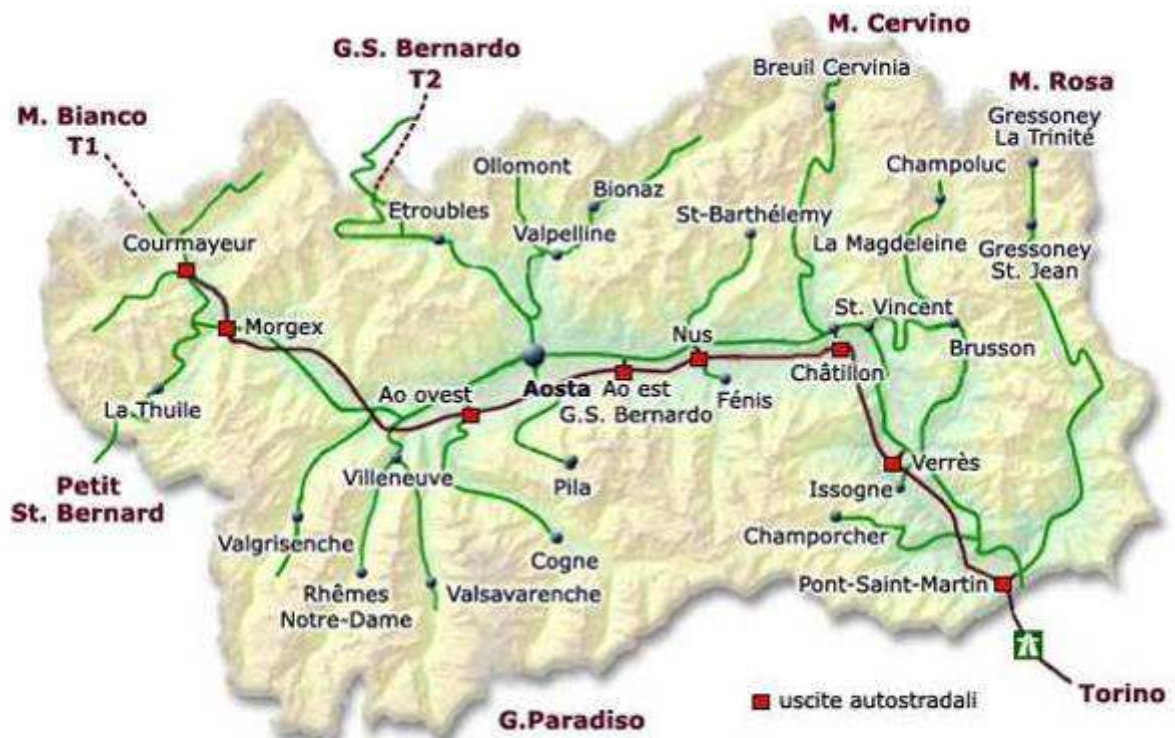 M. Cervino
G.S. Bernardo
T2
Breuil Cervinia
M. Rosa
M. Bianco
T1
Gressoney
La Trinité
Ollomont
Champoluc
Bionaz
Etroubles
St-Barthélemy
Valpelline
La Magdeleine
Courmayeur
Gressoney
St. Jean
Morgex
Nus
St. Vincent
Brusson
Châtillon
Aosta
Ao ovest
Ao est
G.S. Bernardo
Fénis
La Thuile
Villeneuve
Pila
Verrès
Issogne
Petit
St. Bernard
Champorcher
Valgrisenche
Cogne
Rhêmes
Notre-Dame
Valsavarenche
Pont-Saint-Martin
Torino
uscite autostradali
G.Paradiso